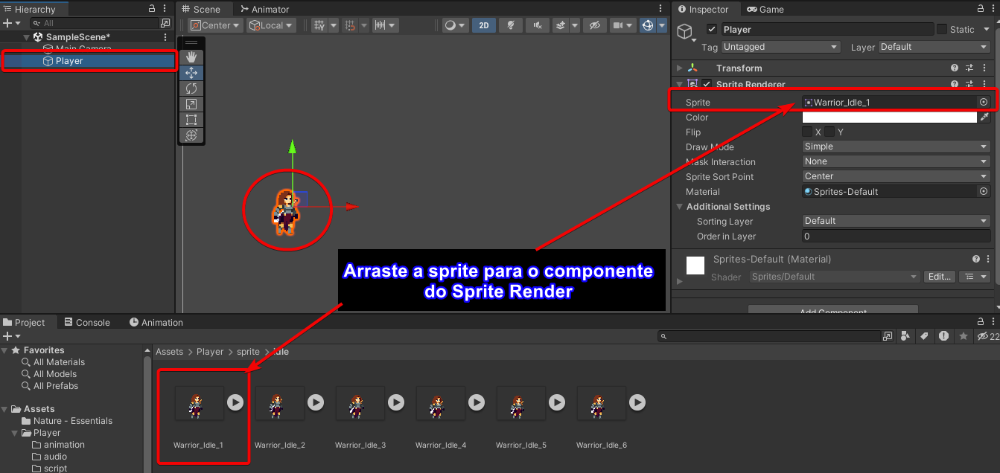 Hierarchy
All
SampleScene*
Main Camera
Player
Scene
Animator
Center
Local
2D
Inspector
Game
Player
Static
Tag
Untagged
Layer
Default
Transform
Sprite Renderer
Sprite
Warrior_Idle_1
Color
Flip
X
Y
Draw Mode
Simple
Mask Interaction
None
Sprite Sort Point
Center
Material
Sprites-Default
Additional Settings
Sorting Layer
Default
Order in Layer
0
Sprites-Default (Material)
Shader
Sprites/Default
Edit...
Add Component
Arraste a sprite para o componente
do Sprite Render
Project
Console
Animation
22
Favorites
All Materials
All Models
All Prefabs
Assets
Nature - Essentials
Player
animation
audio
script
Assets > Player > sprite > Idle
Warrior_Idle_1
Warrior_Idle_2
Warrior_Idle_3
Warrior_Idle_4
Warrior_Idle_5
Warrior_Idle_6